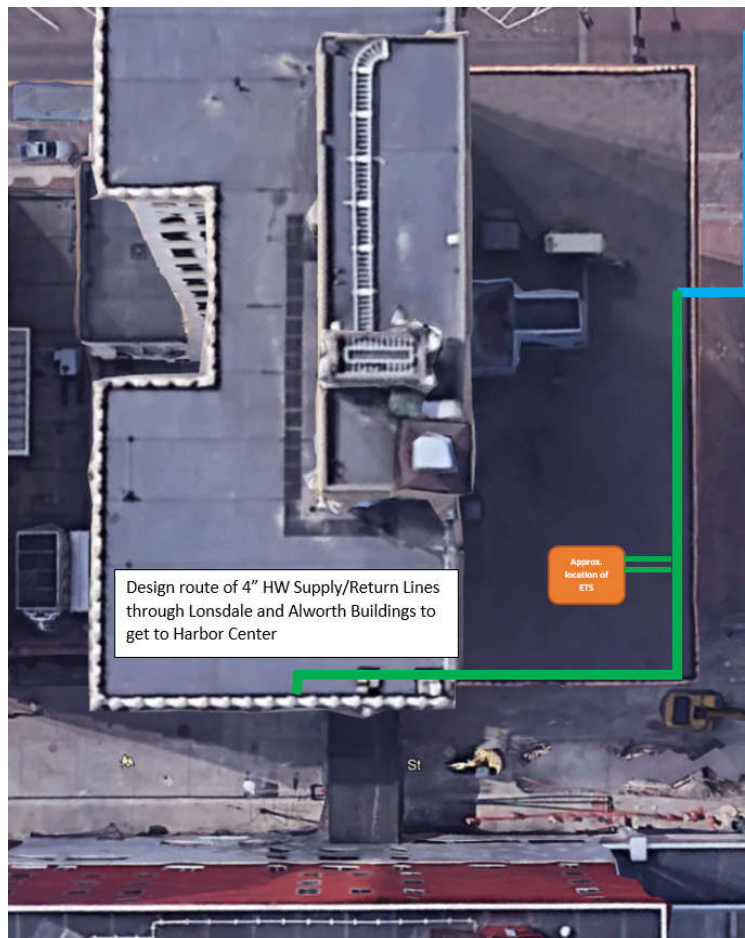 Design route of 4” HW Supply/Return Lines
through Lonsdale and Alworth Buildings to
get to Harbor Center
Approx.
location of
ETS
St